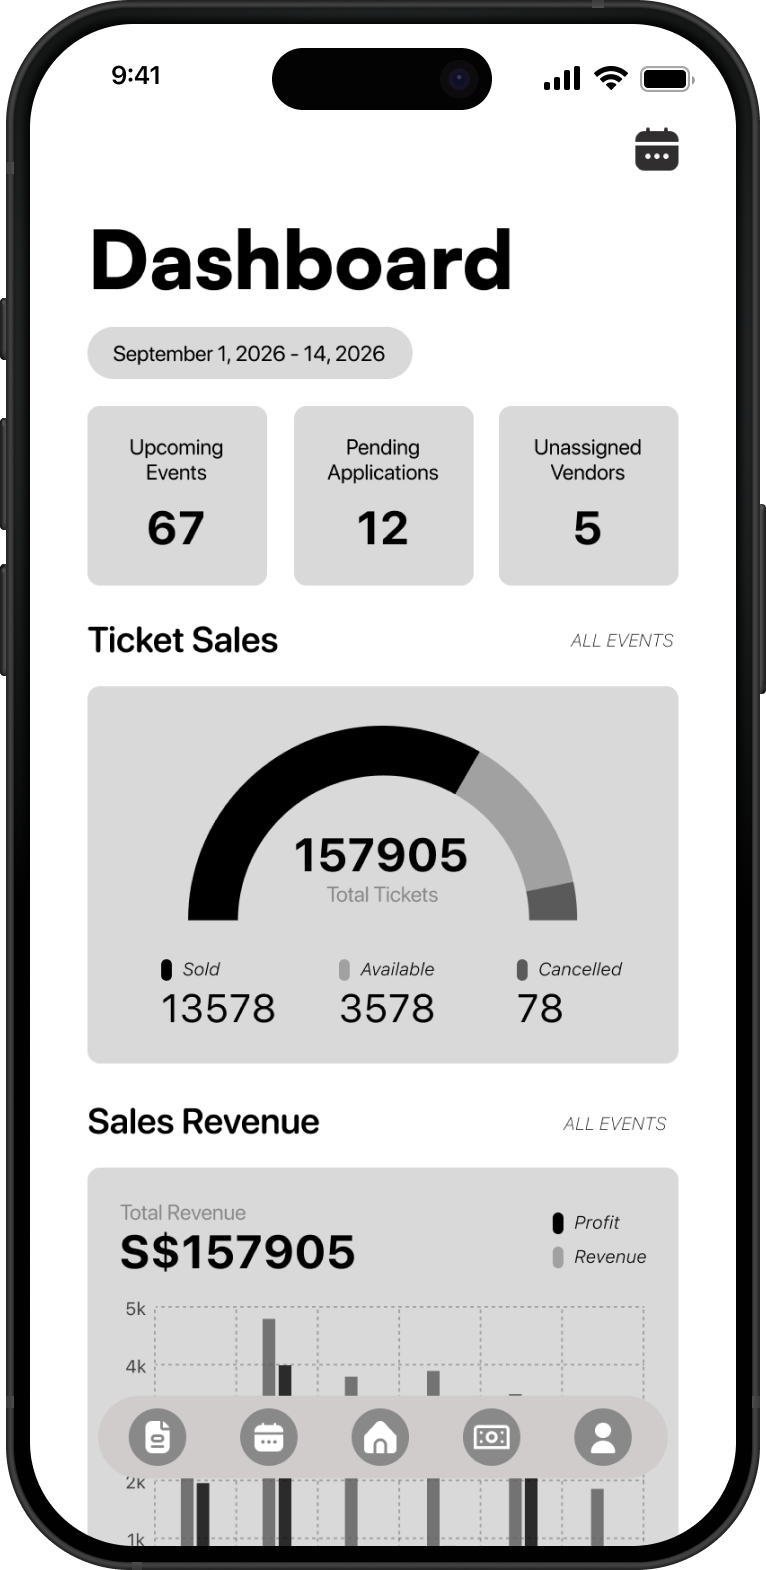 9:41
Dashboard
September 1, 2026 - 14, 2026
Upcoming
Events
67
Pending
Applications
12
Unassigned
Vendors
5
Ticket Sales
ALL EVENTS
157905
Total Tickets
Sold
13578
Available
3578
Cancelled
78
Sales Revenue
ALL EVENTS
Total Revenue
S$157905
Profit
Revenue
5k
4k
2k
1k